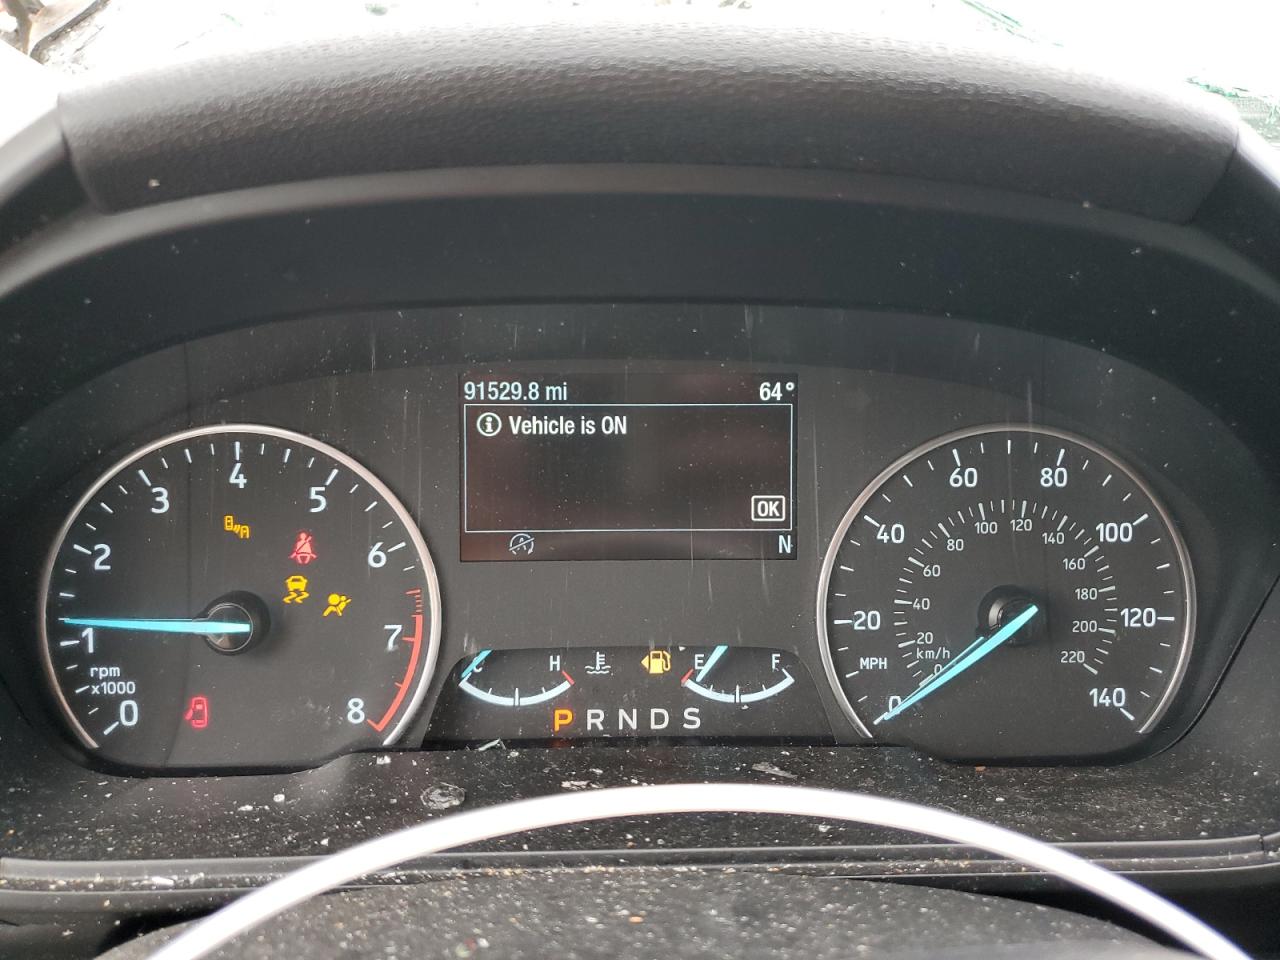 91529.8 mi 64°
Vehicle is ON
OK
N
0 1 2 3 4 5 6 7 8
rpm
x1000
C H
E F
P R N D S
0 20 40 60 80 100 120 140
MPH
0 20 40 60 80 100 120 140 160 180 200 220
km/h